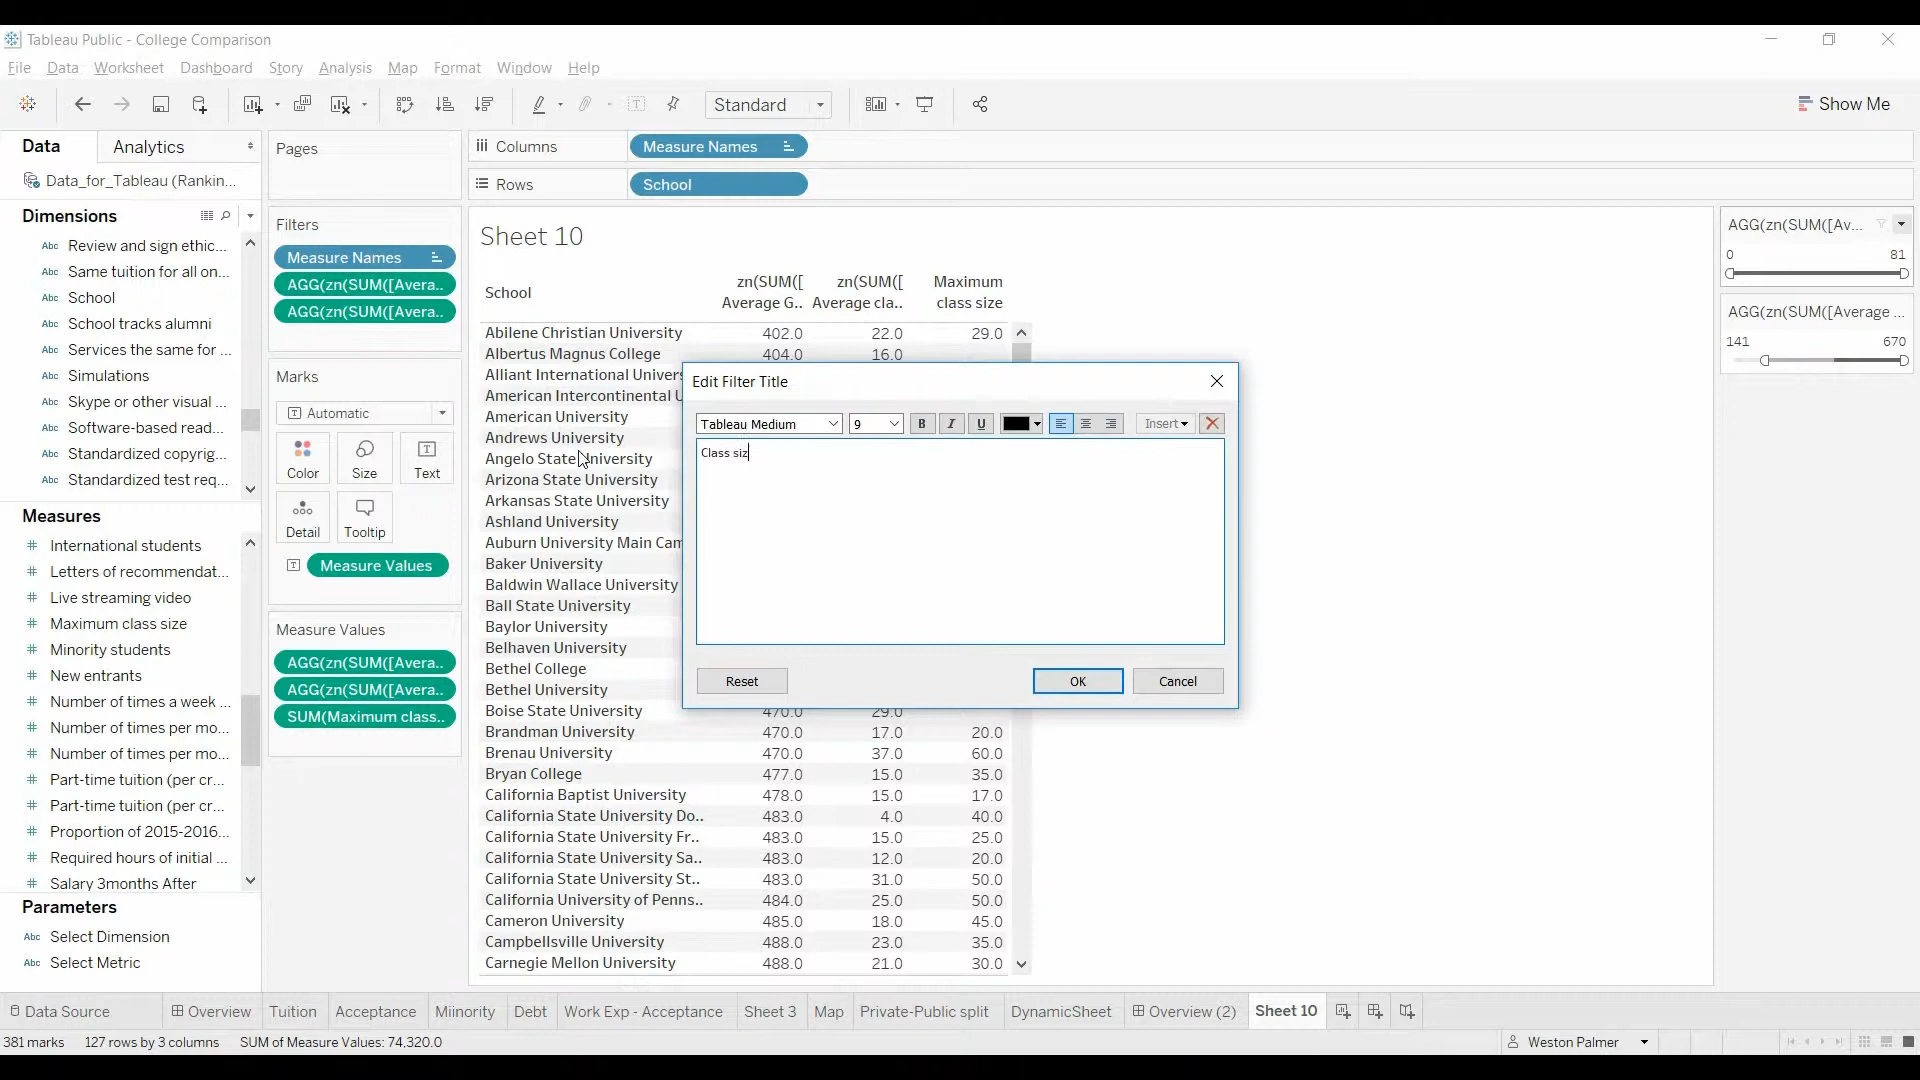 Tableau Public - College Comparison
File Data Worksheet Dashboard Story Analysis Map Format Window Help
Standard
Show Me
Data
Analytics
Data_for_Tableau (Rankin...
Dimensions
Abc Review and sign ethic...
Abc Same tuition for all on...
Abc School
Abc School tracks alumni
Abc Services the same for ...
Abc Simulations
Abc Skype or other visual ...
Abc Software-based read...
Abc Standardized copyrig...
Abc Standardized test req...
Measures
# International students
# Letters of recommendat...
# Live streaming video
# Maximum class size
# Minority students
# New entrants
# Number of times a week ...
# Number of times per mo...
# Number of times per mo...
# Part-time tuition (per cr...
# Part-time tuition (per cr...
# Proportion of 2015-2016...
# Required hours of initial ...
# Salary 3months After
Parameters
Abc Select Dimension
Abc Select Metric
Pages
Filters
Measure Names
AGG(zn(SUM([Avera..
AGG(zn(SUM([Avera..
Marks
Automatic
Color
Size
Text
Detail
Tooltip
Measure Values
Measure Values
AGG(zn(SUM([Avera..
AGG(zn(SUM([Avera..
SUM(Maximum class..
Columns
Measure Names
Rows
School
Sheet 10
School
zn(SUM([
Average G..
zn(SUM([
Average cla..
Maximum
class size
Abilene Christian University 402.0 22.0 29.0
Albertus Magnus College 404.0 16.0
Alliant International Univers
American Intercontinental U
American University
Andrews University
Angelo State University
Arizona State University
Arkansas State University
Ashland University
Auburn University Main Cam
Baker University
Baldwin Wallace University
Ball State University
Baylor University
Belhaven University
Bethel College
Bethel University
Boise State University 470.0 29.0
Brandman University 470.0 17.0 20.0
Brenau University 470.0 37.0 60.0
Bryan College 477.0 15.0 35.0
California Baptist University 478.0 15.0 17.0
California State University Do.. 483.0 4.0 40.0
California State University Fr.. 483.0 15.0 25.0
California State University Sa.. 483.0 12.0 20.0
California State University St.. 483.0 31.0 50.0
California University of Penns.. 484.0 25.0 50.0
Cameron University 485.0 18.0 45.0
Campbellsville University 488.0 23.0 35.0
Carnegie Mellon University 488.0 21.0 30.0
Edit Filter Title
Tableau Medium 9 B I U Insert
Class siz
Reset
OK
Cancel
AGG(zn(SUM([Av...
0 81
AGG(zn(SUM([Average ...
141 670
Data Source Overview Tuition Acceptance Miinority Debt Work Exp - Acceptance Sheet 3 Map Private-Public split DynamicSheet Overview (2) Sheet 10
381 marks 127 rows by 3 columns SUM of Measure Values: 74,320.0
Weston Palmer